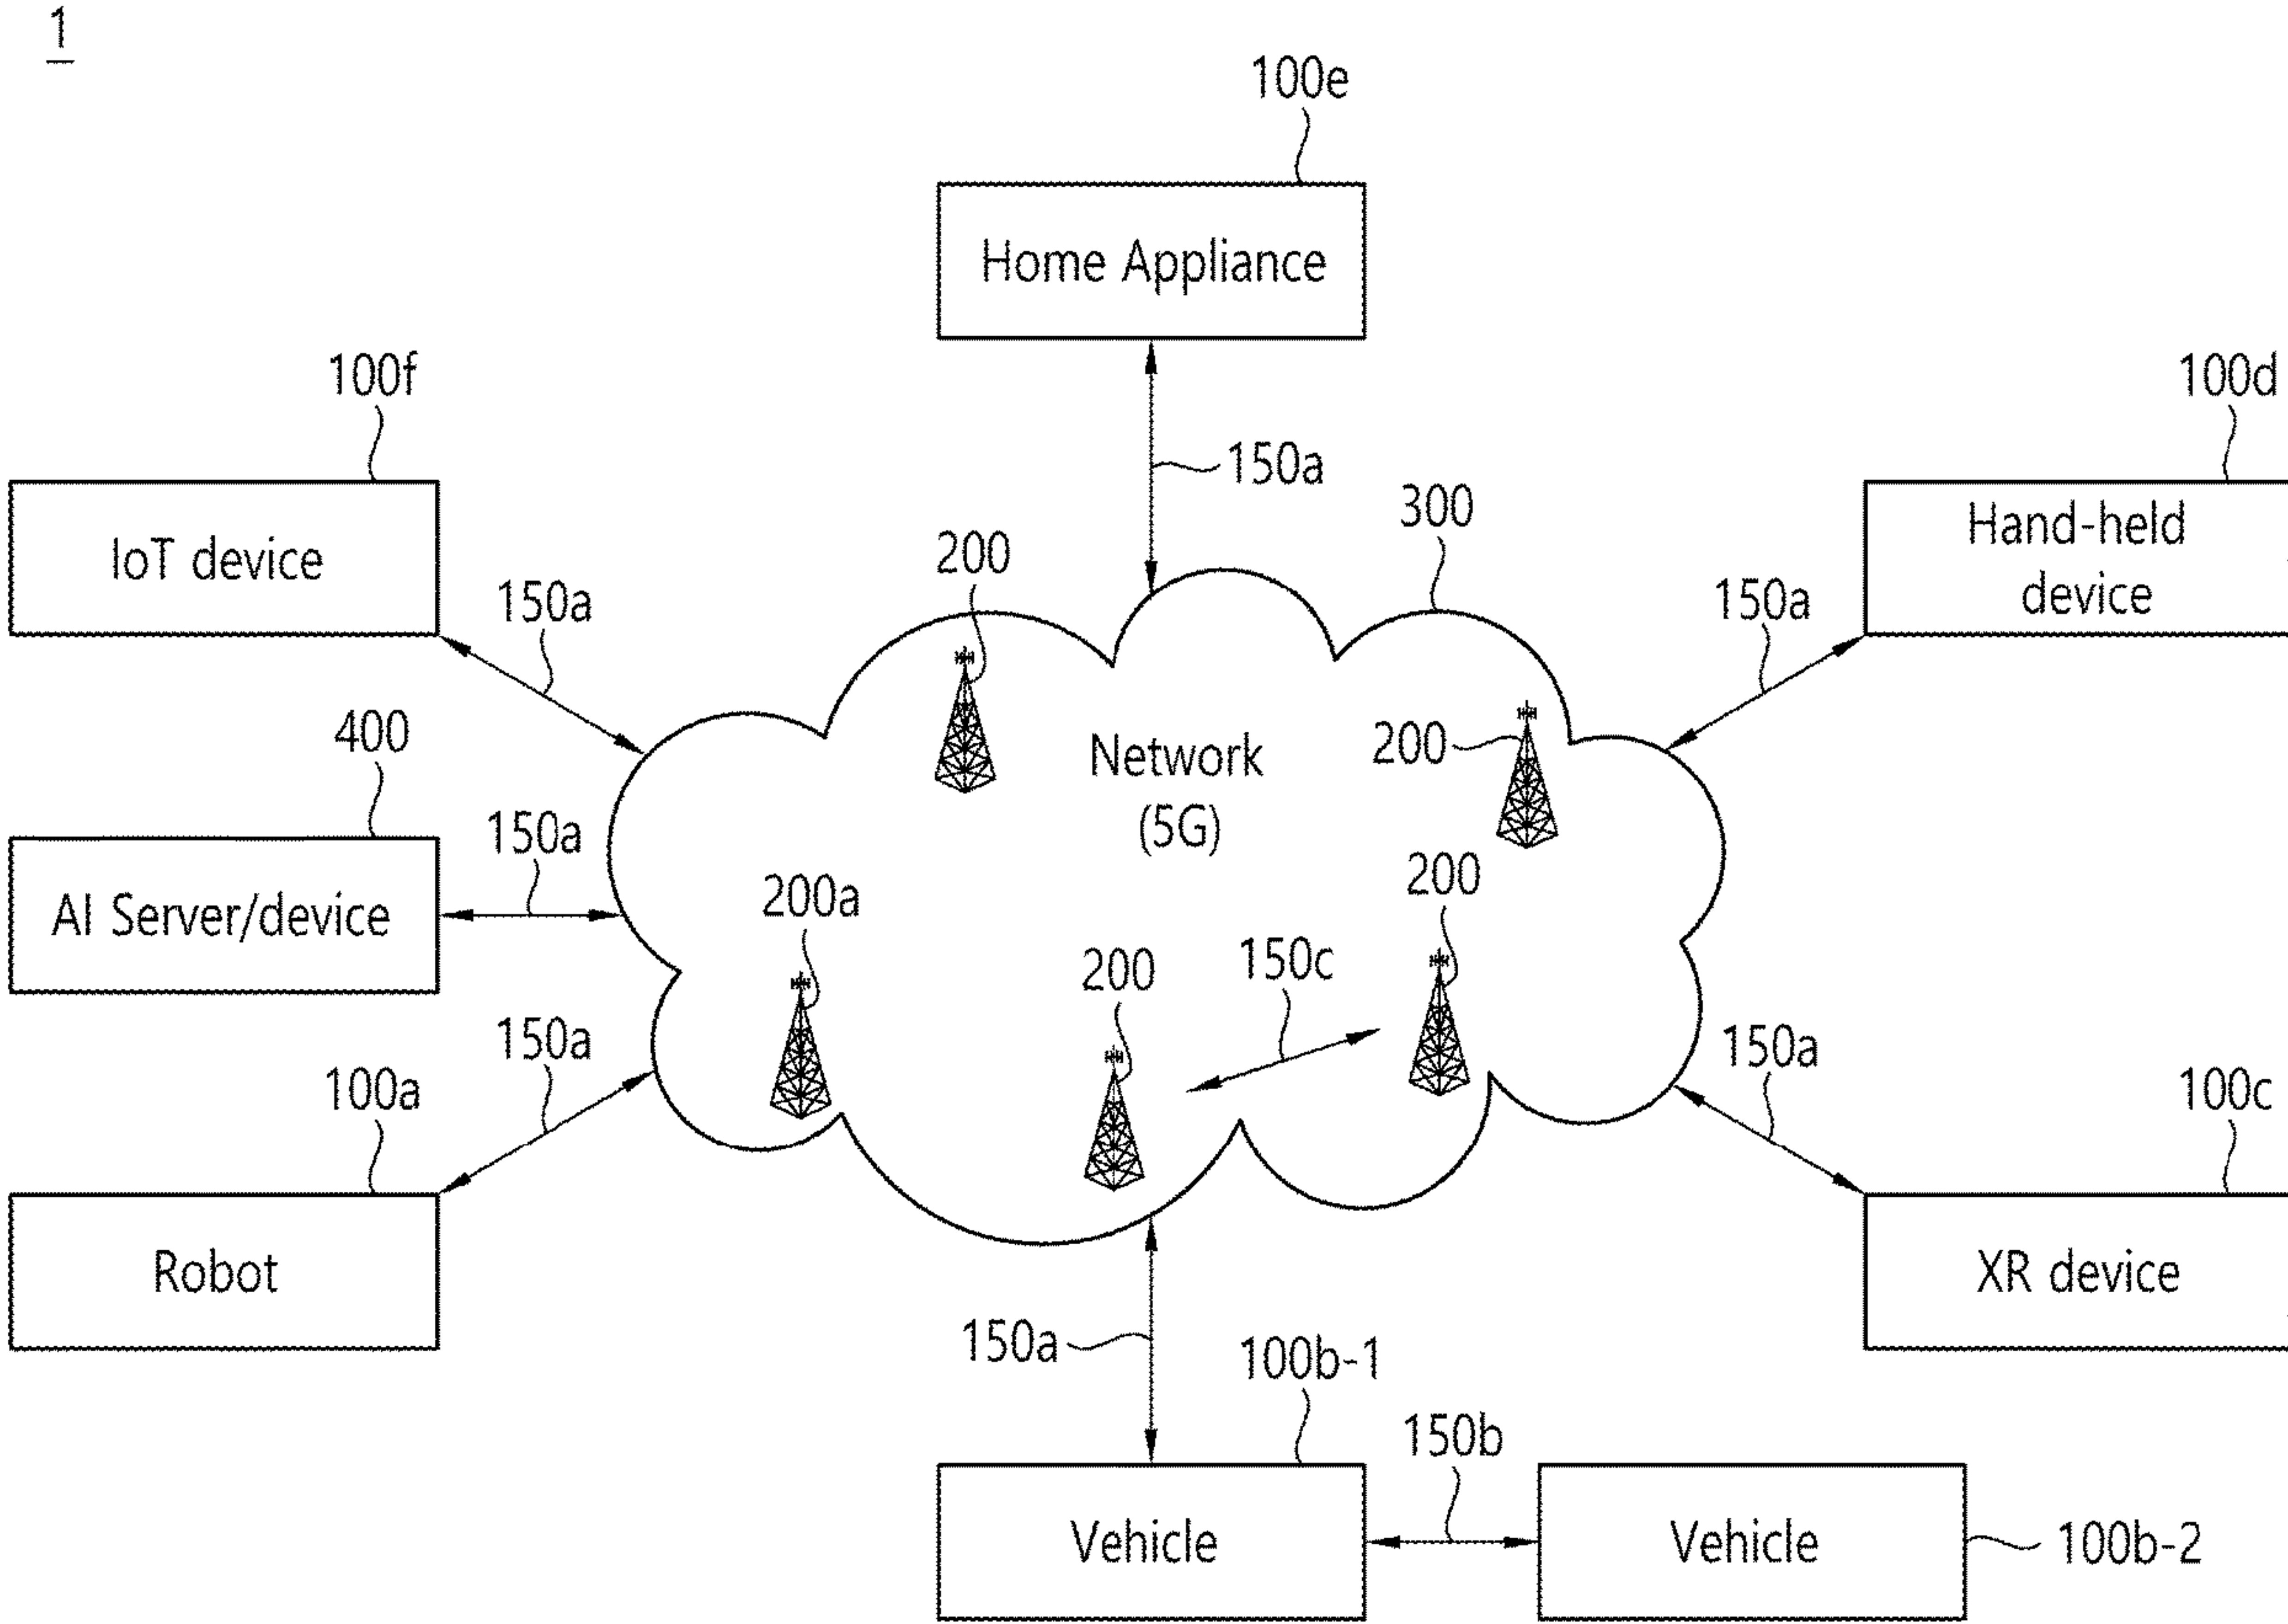 1
100e
Home Appliance
100f
100d
150a
IoT device
300
Hand-held
device
200
150a
150a
400
Network
(5G)
200
150a
AI Server/device
200a
200
200
150c
150a
150a
100a
100c
Robot
XR device
150a
100b-1
150b
Vehicle
Vehicle
100b-2